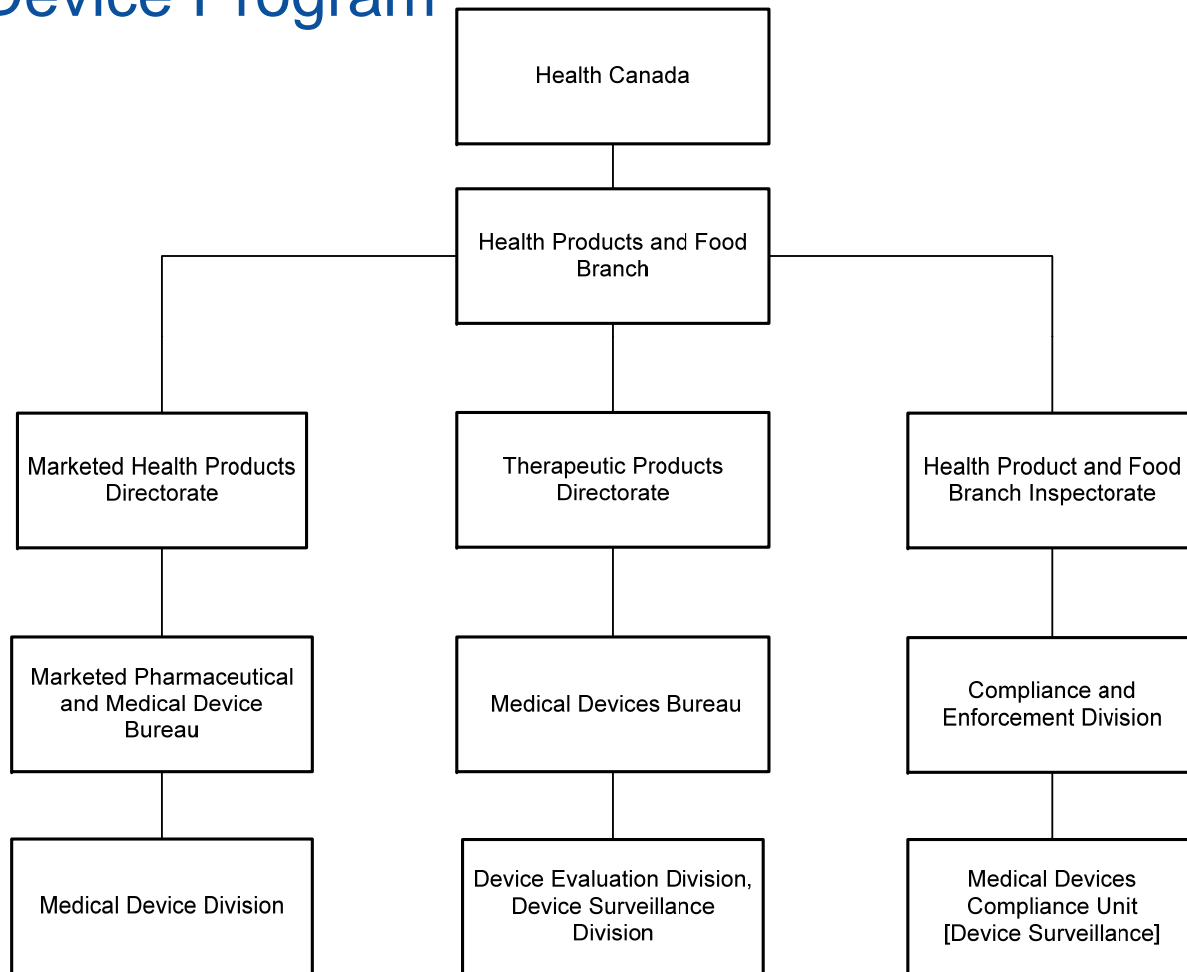 Device Program
Health Canada
Health Products and Food
Branch
Marketed Health Products
Directorate
Therapeutic Products
Directorate
Health Product and Food
Branch Inspectorate
Marketed Pharmaceutical
and Medical Device
Bureau
Medical Devices Bureau
Compliance and
Enforcement Division
Medical Device Division
Device Evaluation Division,
Device Surveillance
Division
Medical Devices
Compliance Unit
[Device Surveillance]